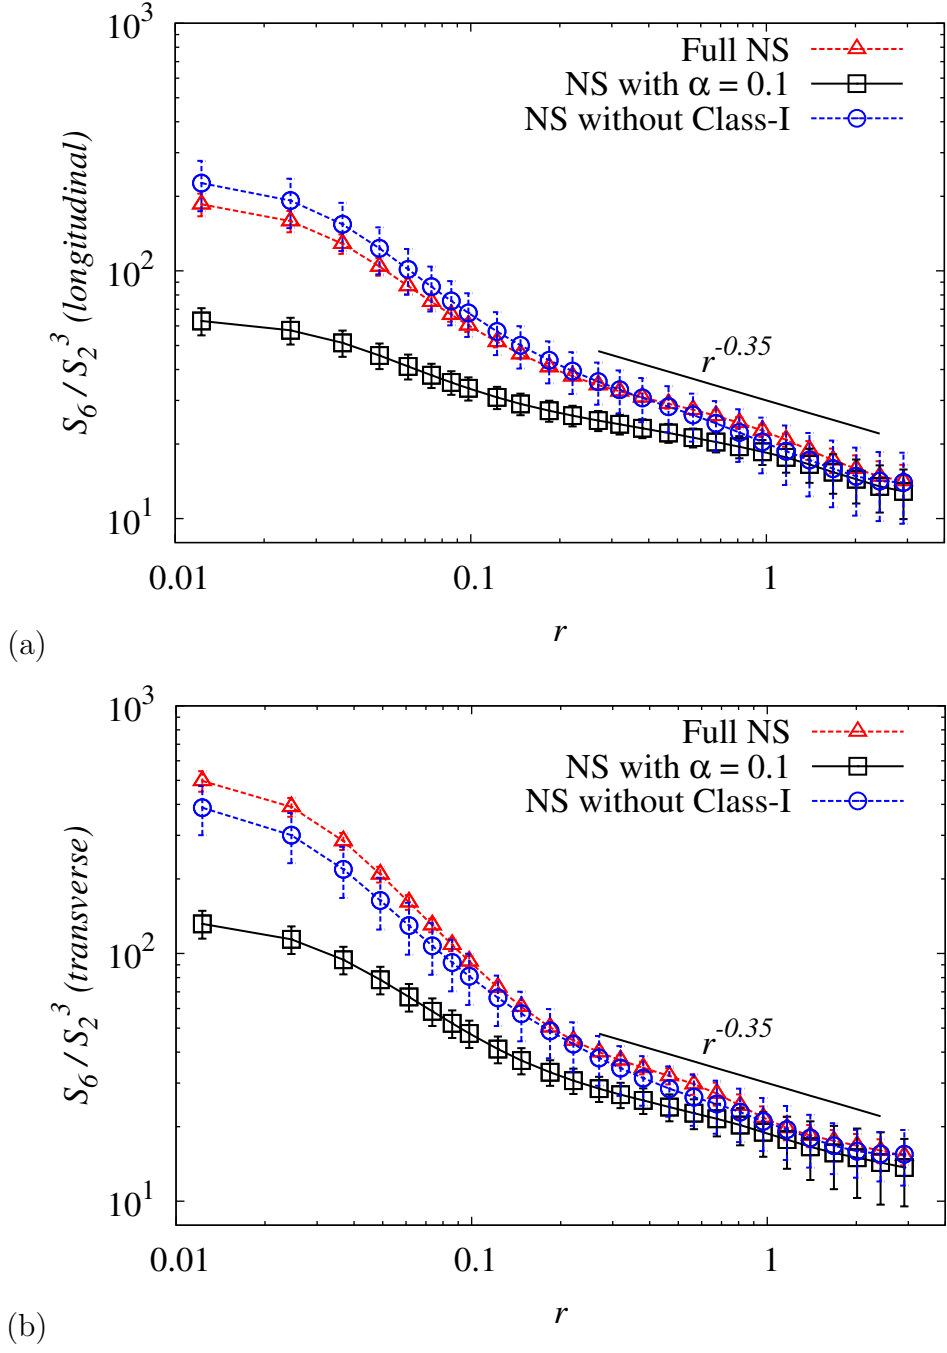 10^3
Full NS
NS with α = 0.1
NS without Class-I
S_6 / S_2^3 (longitudinal)
10^2
r^-0.35
10^1
0.01 0.1 1
r
(a)
10^3
Full NS
NS with α = 0.1
NS without Class-I
S_6 / S_2^3 (transverse)
10^2
r^-0.35
10^1
0.01 0.1 1
r
(b)